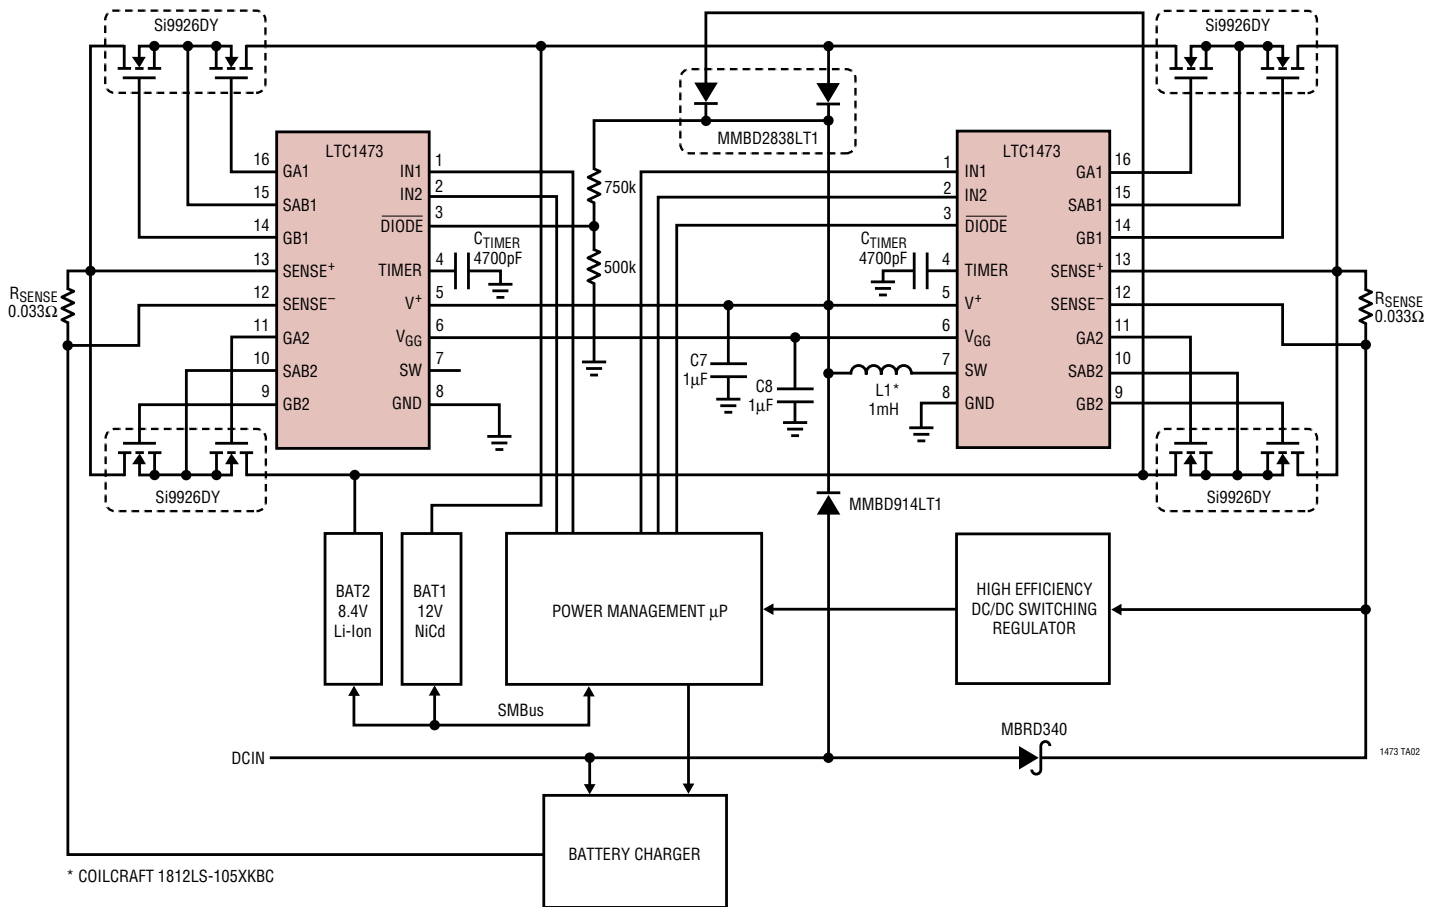 Si9926DY
Si9926DY
MMBD2838LT1
LTC1473
16 GA1
15 SAB1
14 GB1
13 SENSE+
12 SENSE−
11 GA2
10 SAB2
9 GB2
IN1 1
IN2 2
DIODE 3
TIMER 4
V+ 5
VGG 6
SW 7
GND 8
RSENSE
0.033Ω
CTIMER
4700pF
750k
500k
C7
1µF
C8
1µF
L1*
1mH
CTIMER
4700pF
LTC1473
1 IN1
2 IN2
3 DIODE
4 TIMER
5 V+
6 VGG
7 SW
8 GND
GA1 16
SAB1 15
GB1 14
SENSE+ 13
SENSE− 12
GA2 11
SAB2 10
GB2 9
RSENSE
0.033Ω
Si9926DY
Si9926DY
MMBD914LT1
BAT2
8.4V
Li-Ion
BAT1
12V
NiCd
POWER MANAGEMENT µP
HIGH EFFICIENCY
DC/DC SWITCHING
REGULATOR
SMBus
DCIN
MBRD340
1473 TA02
BATTERY CHARGER
* COILCRAFT 1812LS-105XKBC